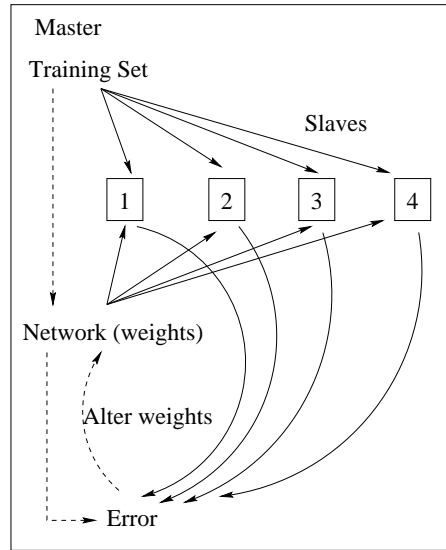 Master
Training Set
Slaves
1 2 3 4
Network (weights)
Alter weights
Error